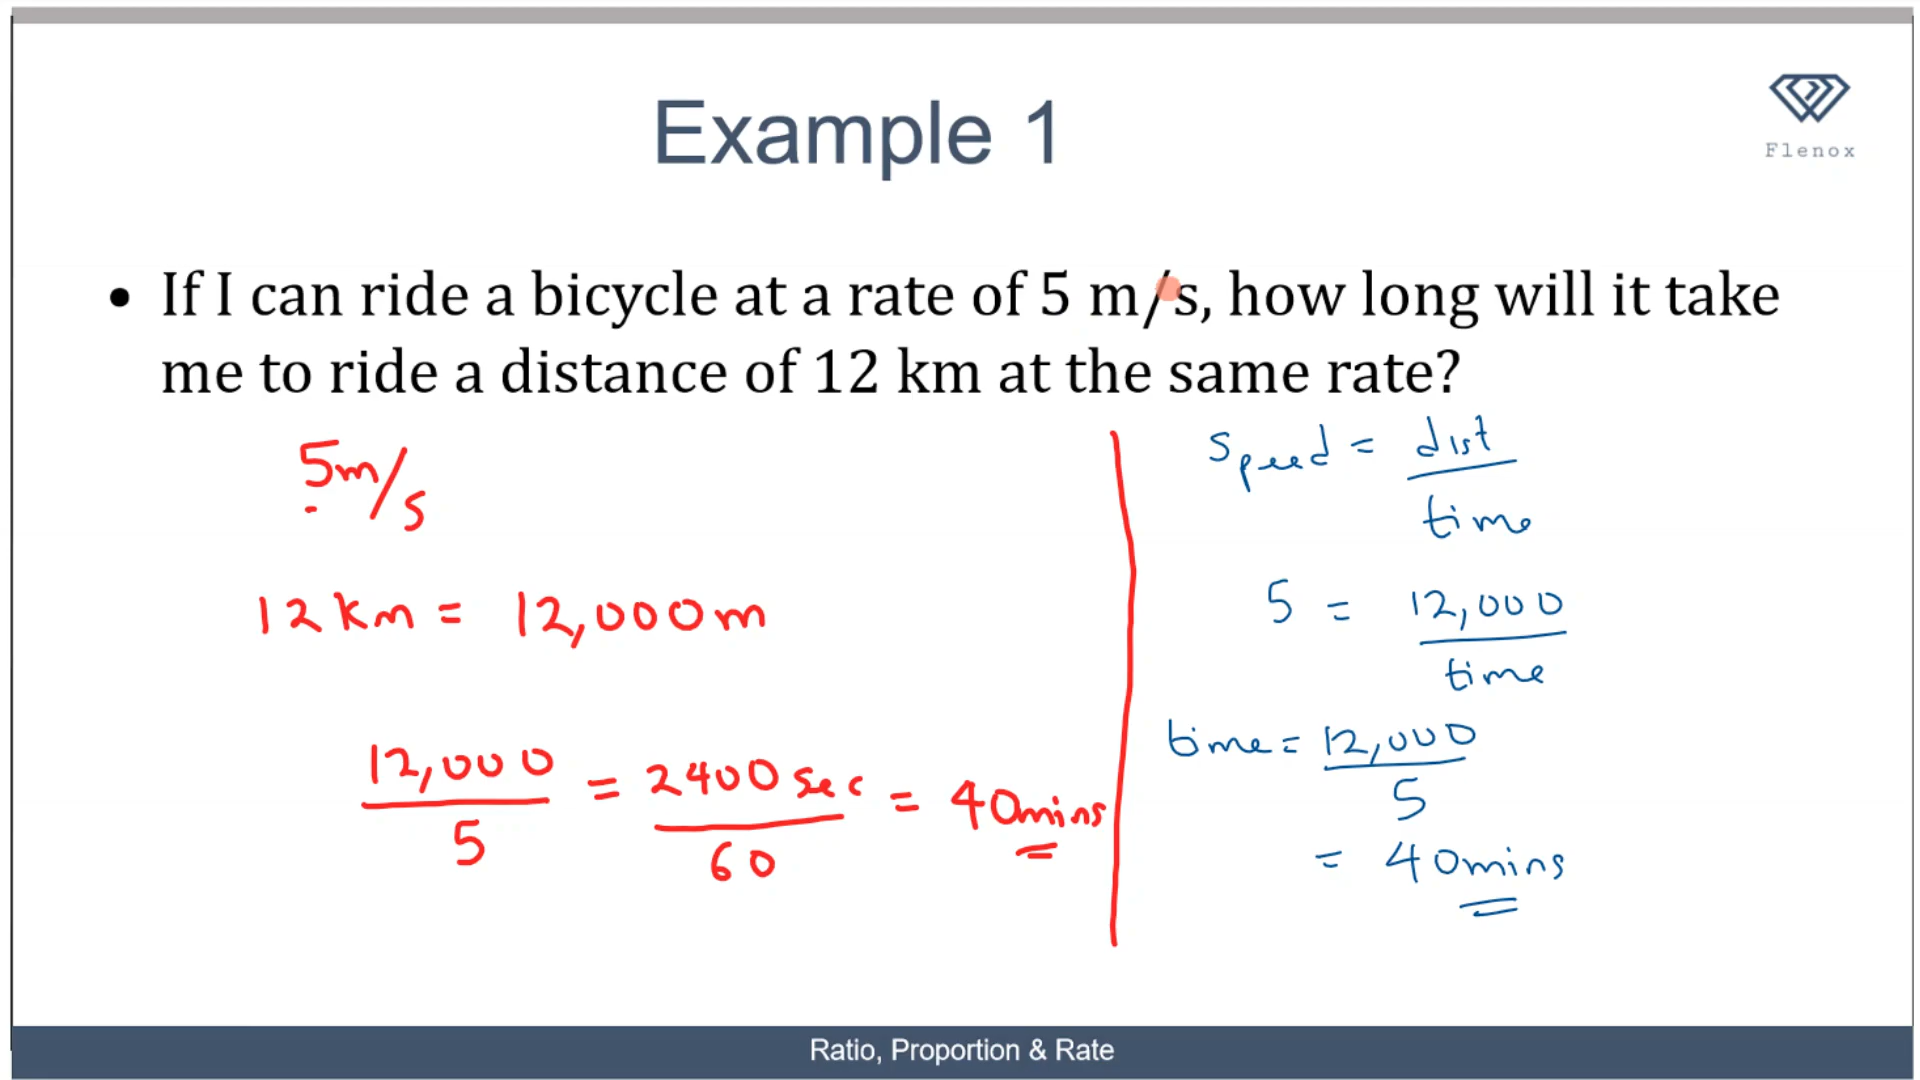 Example 1
Flenox
• If I can ride a bicycle at a rate of 5 m/s, how long will it take
me to ride a distance of 12 km at the same rate?
5m/s
12km = 12,000m
12,000/5 = 2400sec/60 = 40mins
speed = dist/time
5 = 12,000/time
time = 12,000/5
= 40mins
Ratio, Proportion & Rate